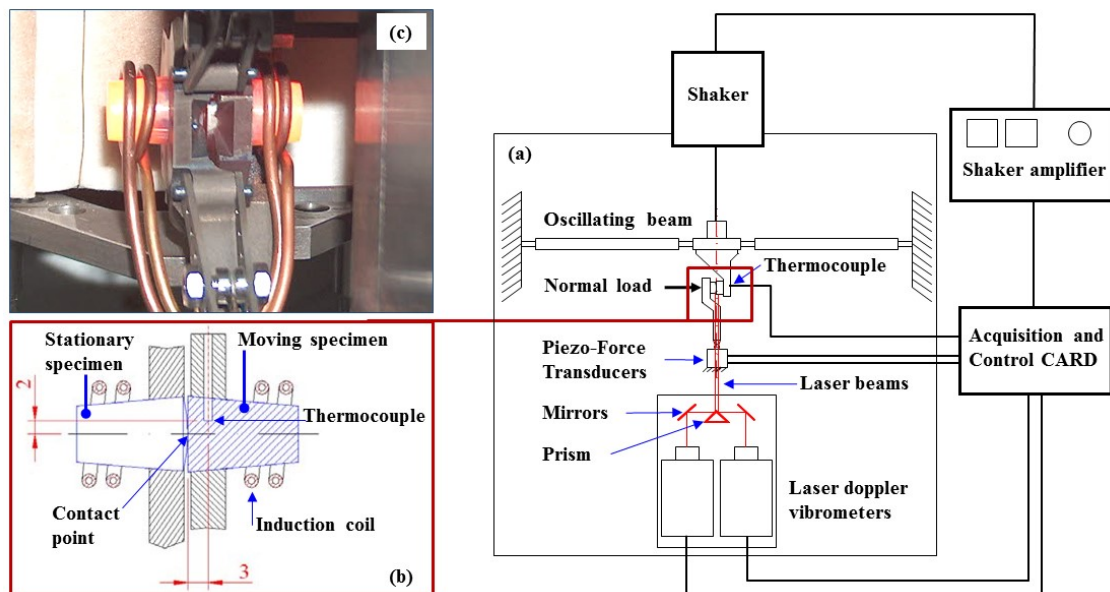 (c)
Shaker
(a)
Shaker amplifier
Oscillating beam
Thermocouple
Normal load
Acquisition and
Control CARD
Piezo-Force
Transducers
Laser beams
Mirrors
Prism
Laser doppler
vibrometers
Stationary
specimen
Moving specimen
2
Thermocouple
Contact
point
Induction coil
3
(b)